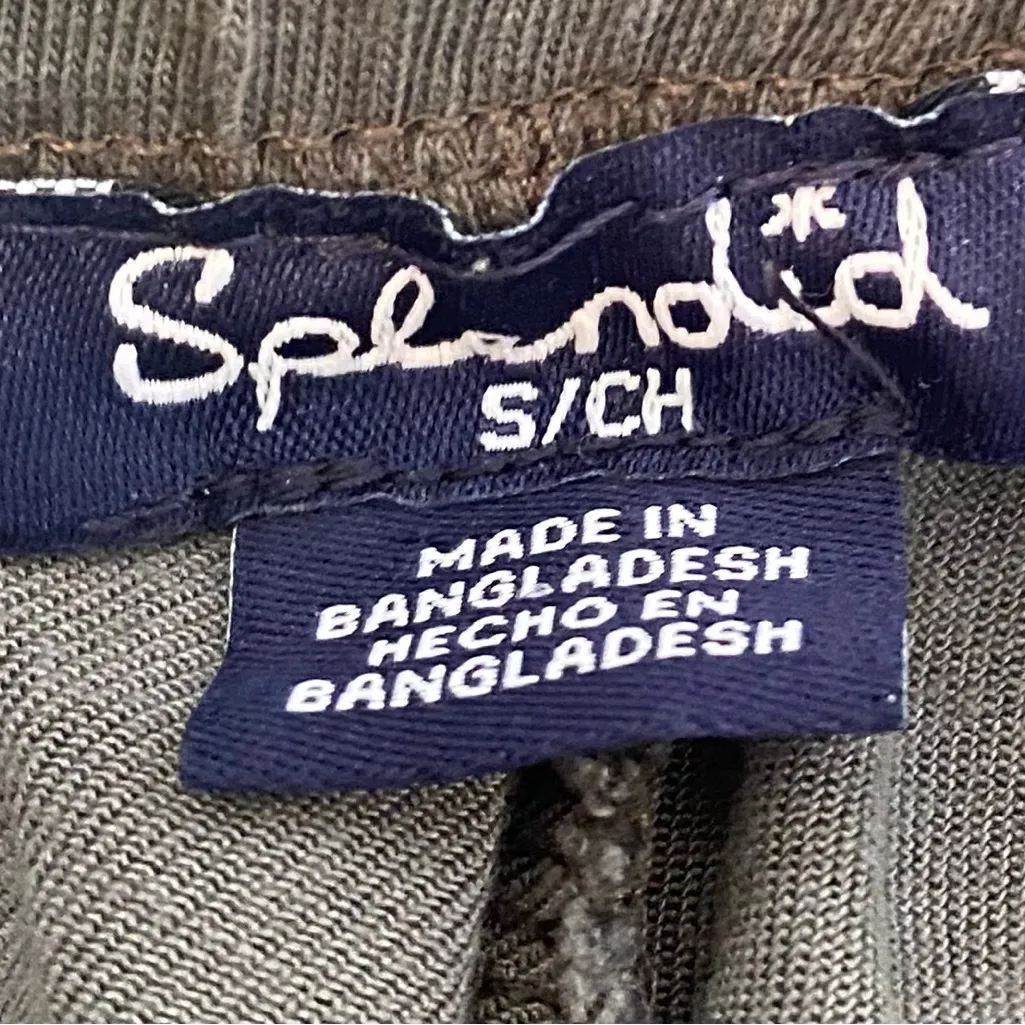 Splendid
S/CH
MADE IN
BANGLADESH
HECHO EN
BANGLADESH